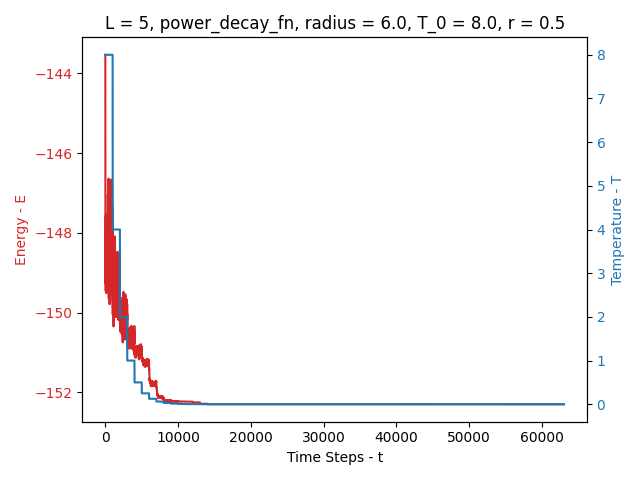 L = 5, power_decay_fn, radius = 6.0, T_0 = 8.0, r = 0.5
Energy - E
−144
−146
−148
−150
−152
8
7
6
5
4
3
2
1
0
Temperature - T
0 10000 20000 30000 40000 50000 60000
Time Steps - t